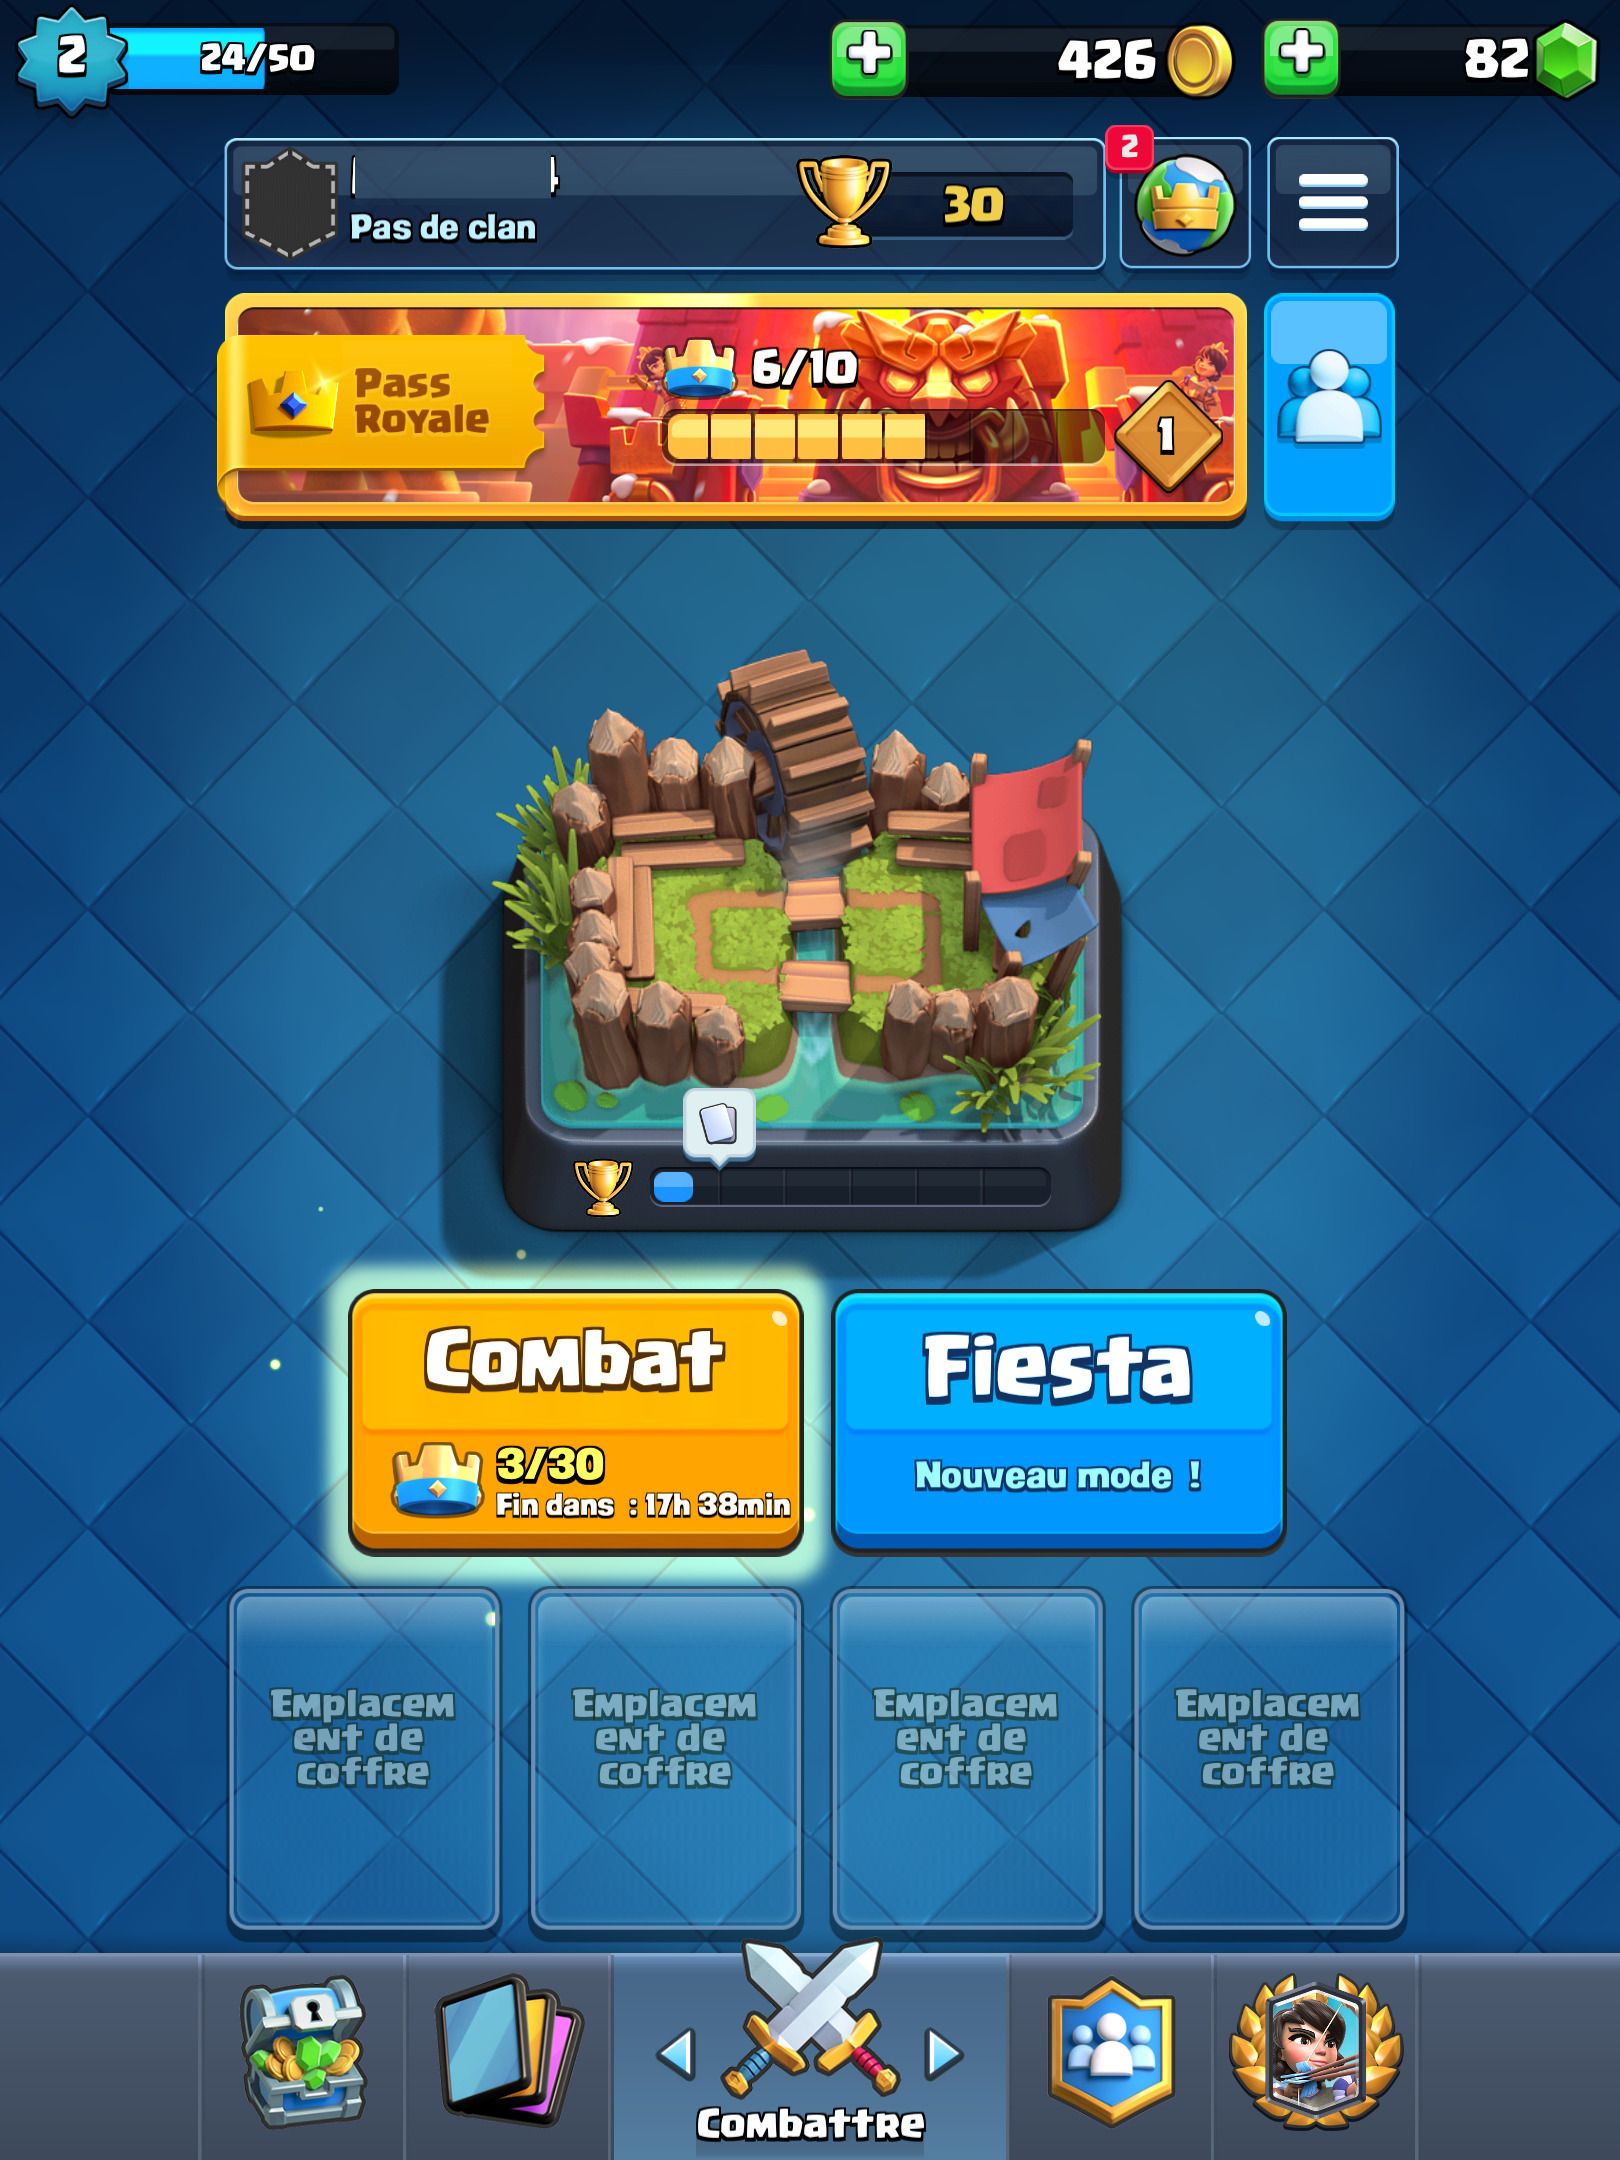 2
24/50
426
82
Pas de clan
30
2
Pass
Royale
6/10
1
Combat
3/30
Fin dans : 17h 38min
Fiesta
Nouveau mode !
Emplacem
ent de
coffre
Emplacem
ent de
coffre
Emplacem
ent de
coffre
Emplacem
ent de
coffre
Combattre